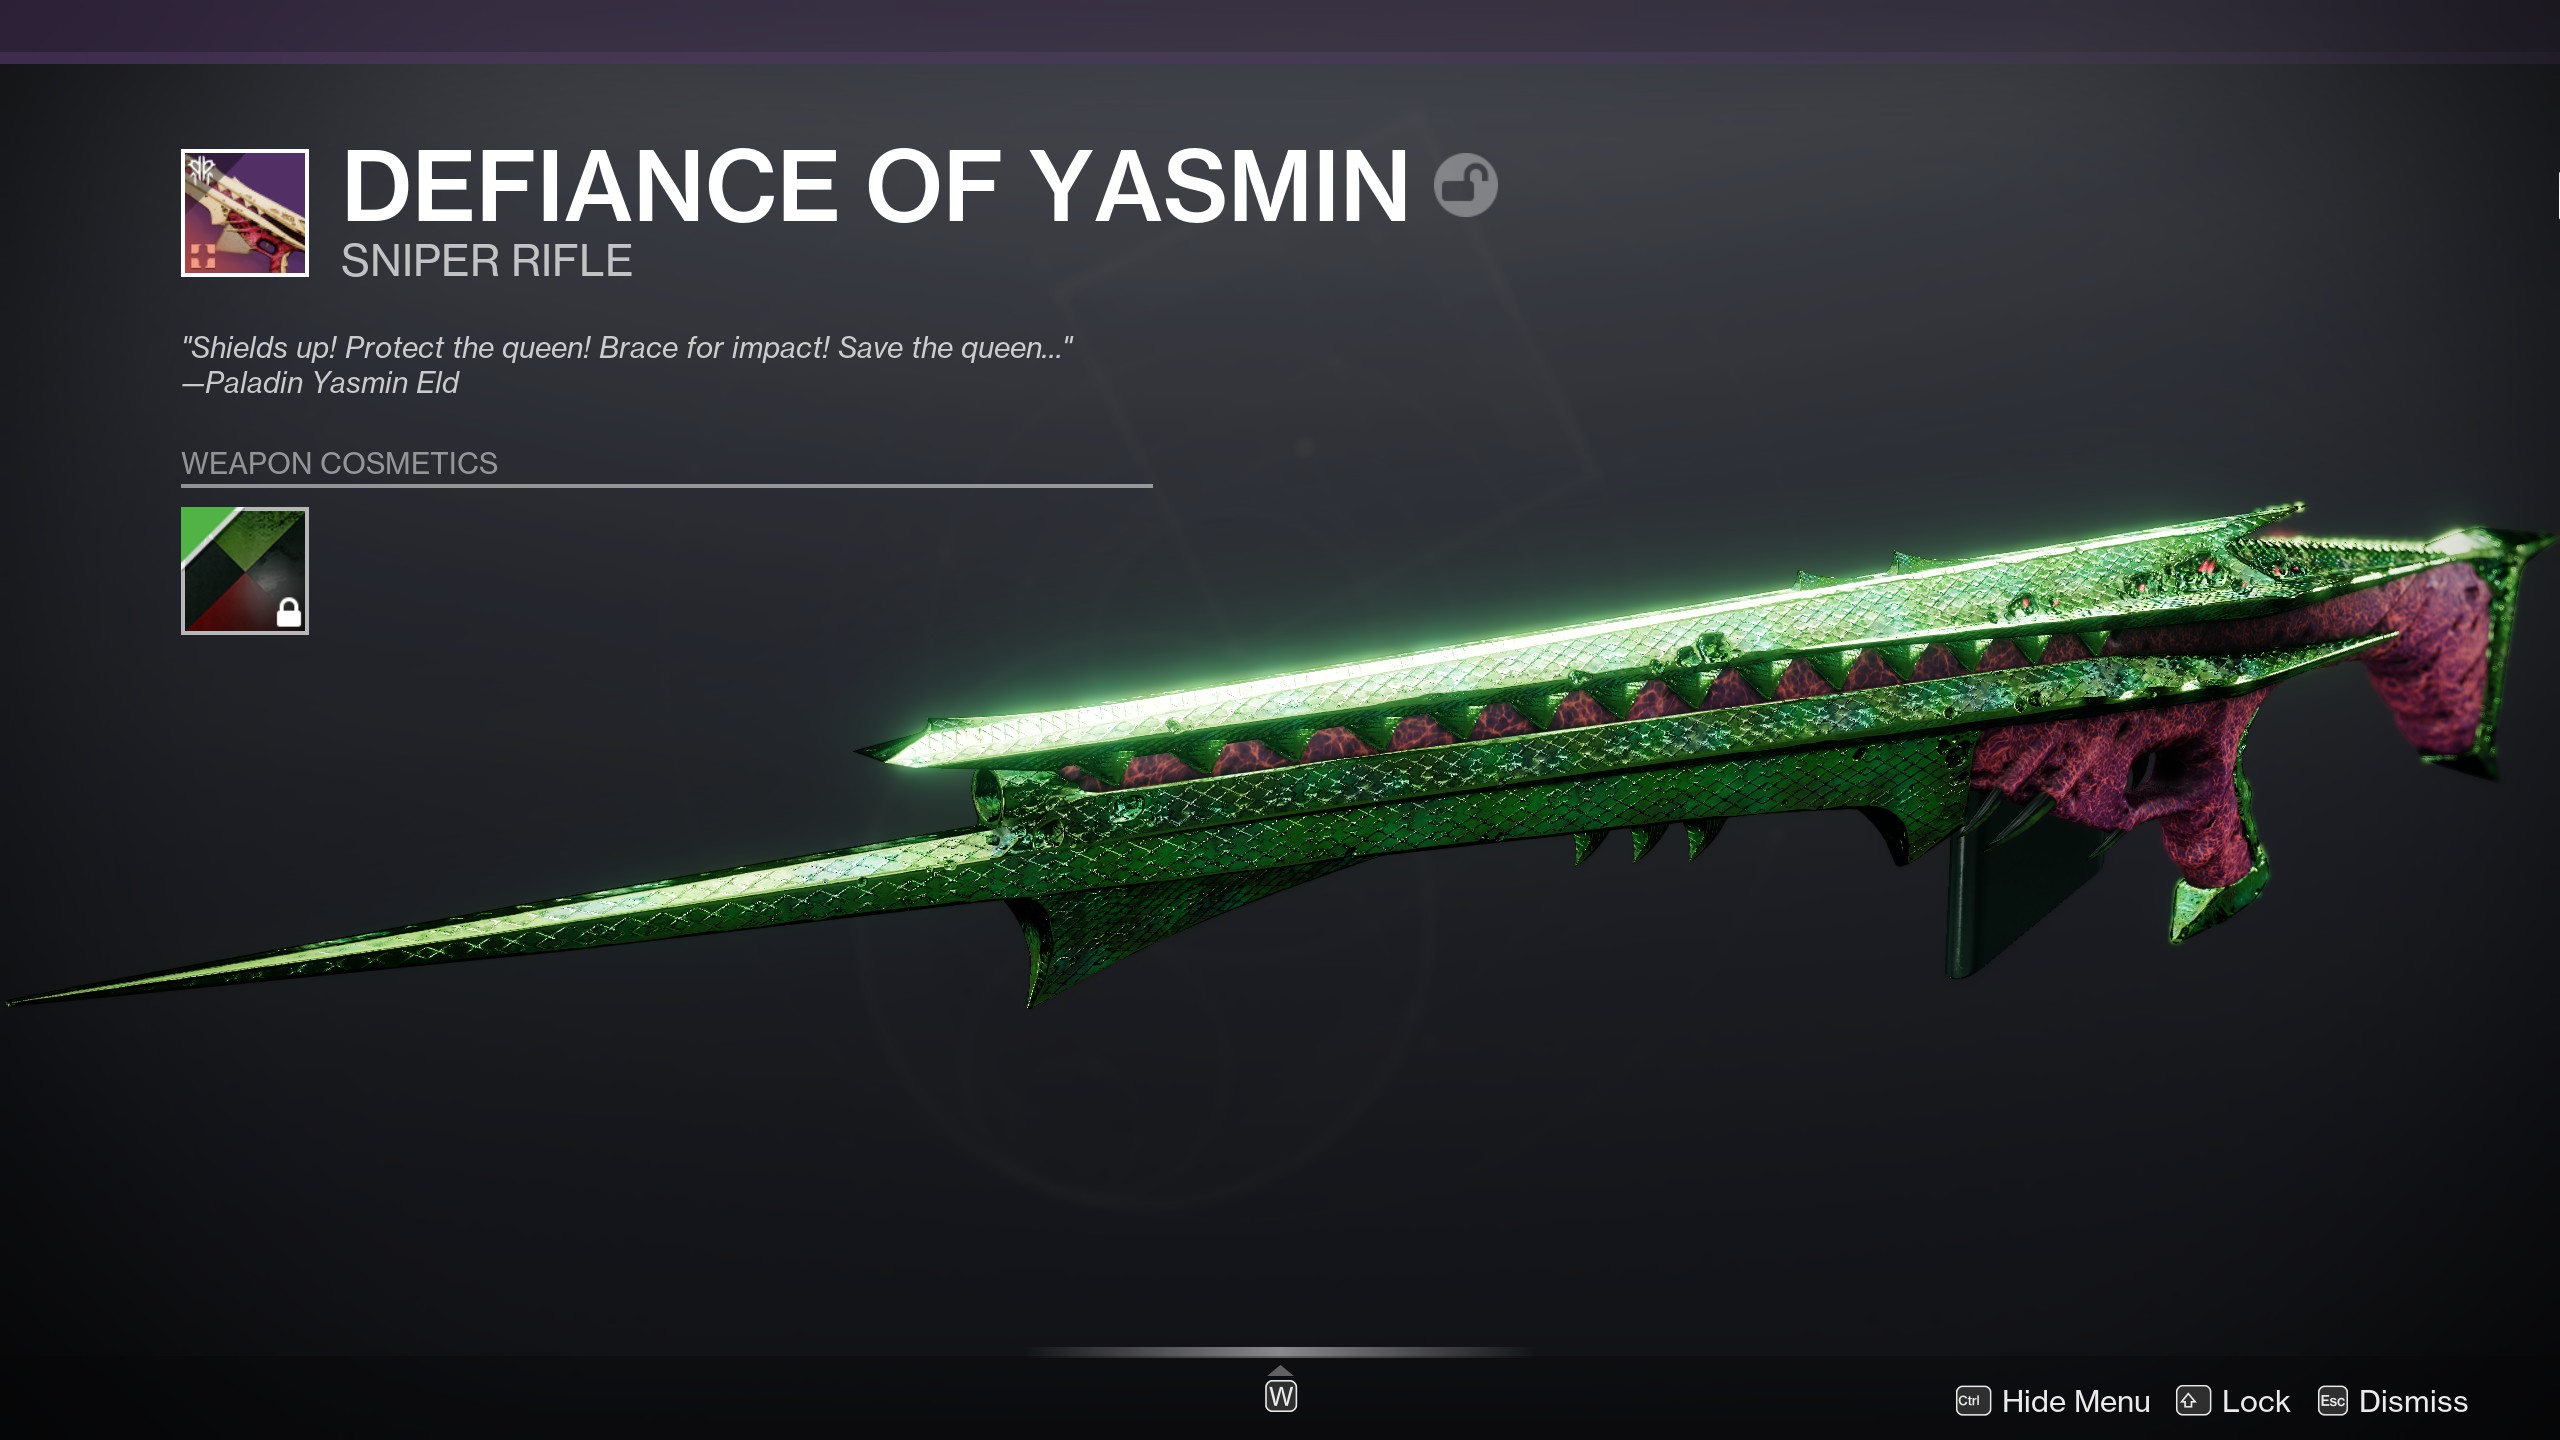 DEFIANCE OF YASMIN
SNIPER RIFLE
"Shields up! Protect the queen! Brace for impact! Save the queen..."
—Paladin Yasmin Eld
WEAPON COSMETICS
W
Ctrl Hide Menu Lock Esc Dismiss